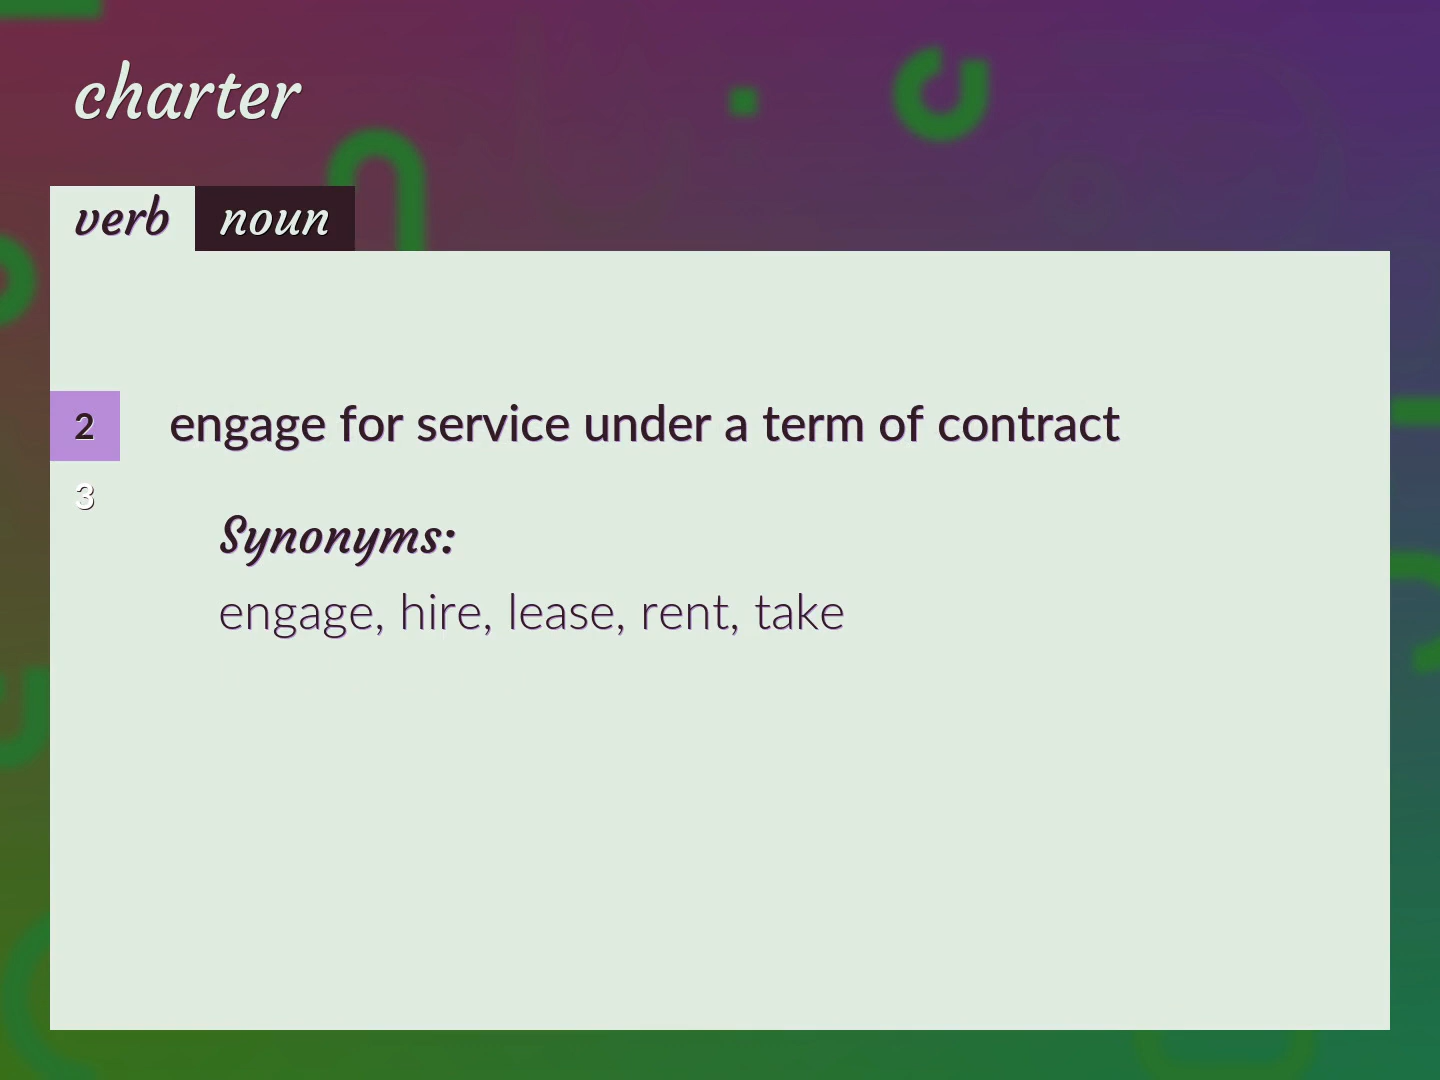 charter
verb noun
2 engage for service under a term of contract
3
Synonyms:
engage, hire, lease, rent, take